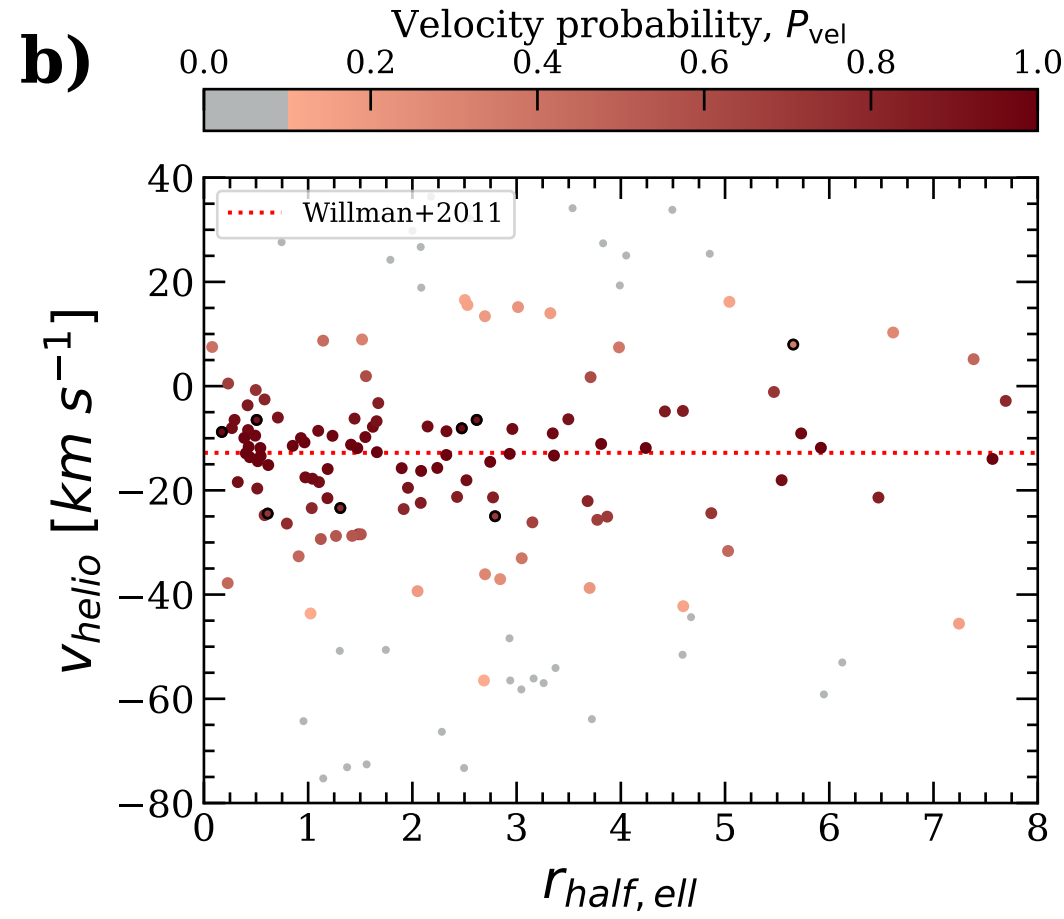 Velocity probability, P_vel
b)
0.0 0.2 0.4 0.6 0.8 1.0
40
20
0
−20
−40
−60
−80
Willman+2011
v_helio [km s^−1]
0 1 2 3 4 5 6 7 8
r_half,ell